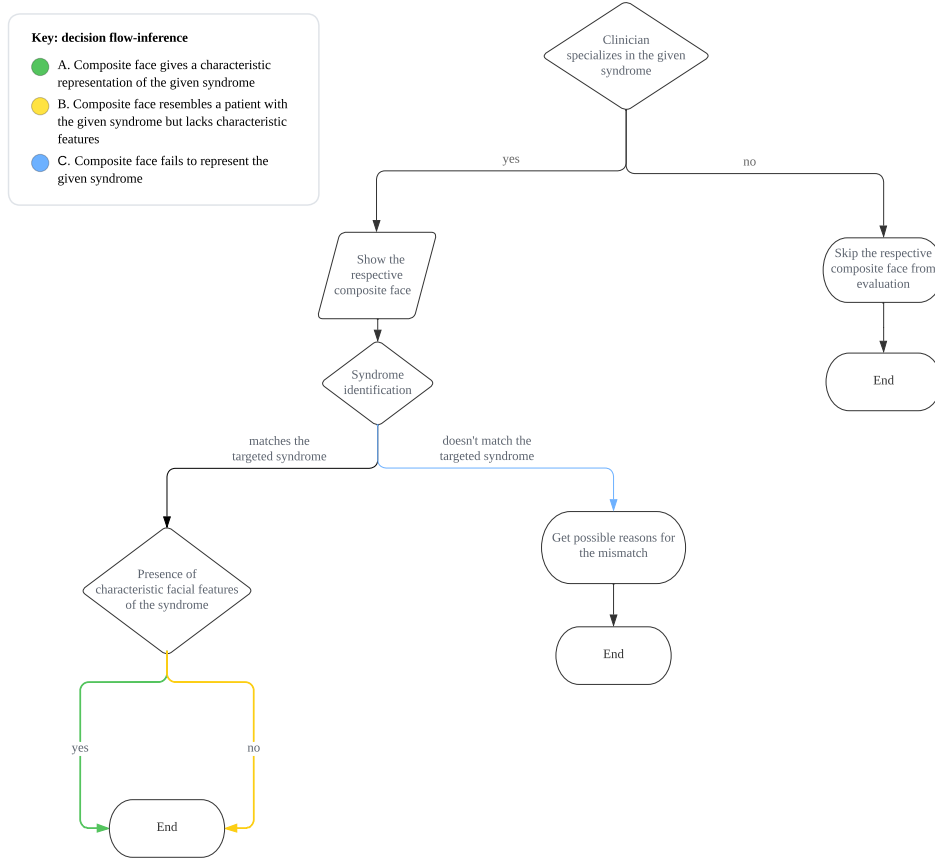 Key: decision flow-inference
A. Composite face gives a characteristic
representation of the given syndrome
B. Composite face resembles a patient with
the given syndrome but lacks characteristic
features
C. Composite face fails to represent the
given syndrome
Clinician
specializes in the given
syndrome
yes
no
Show the
respective
composite face
Skip the respective
composite face from
evaluation
End
Syndrome
identification
matches the
targeted syndrome
doesn't match the
targeted syndrome
Get possible reasons for
the mismatch
End
Presence of
characteristic facial features
of the syndrome
yes
no
End